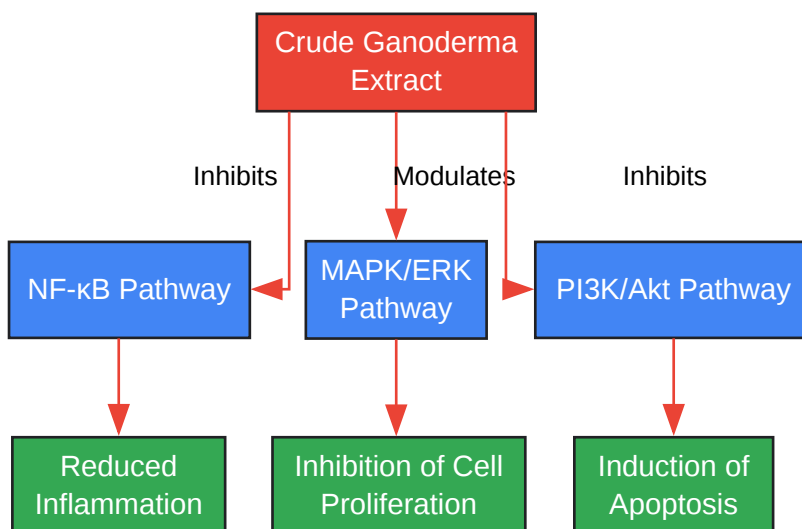 Crude Ganoderma
Extract
Inhibits
Modulates
Inhibits
NF-κB Pathway
MAPK/ERK
Pathway
PI3K/Akt Pathway
Reduced
Inflammation
Inhibition of Cell
Proliferation
Induction of
Apoptosis